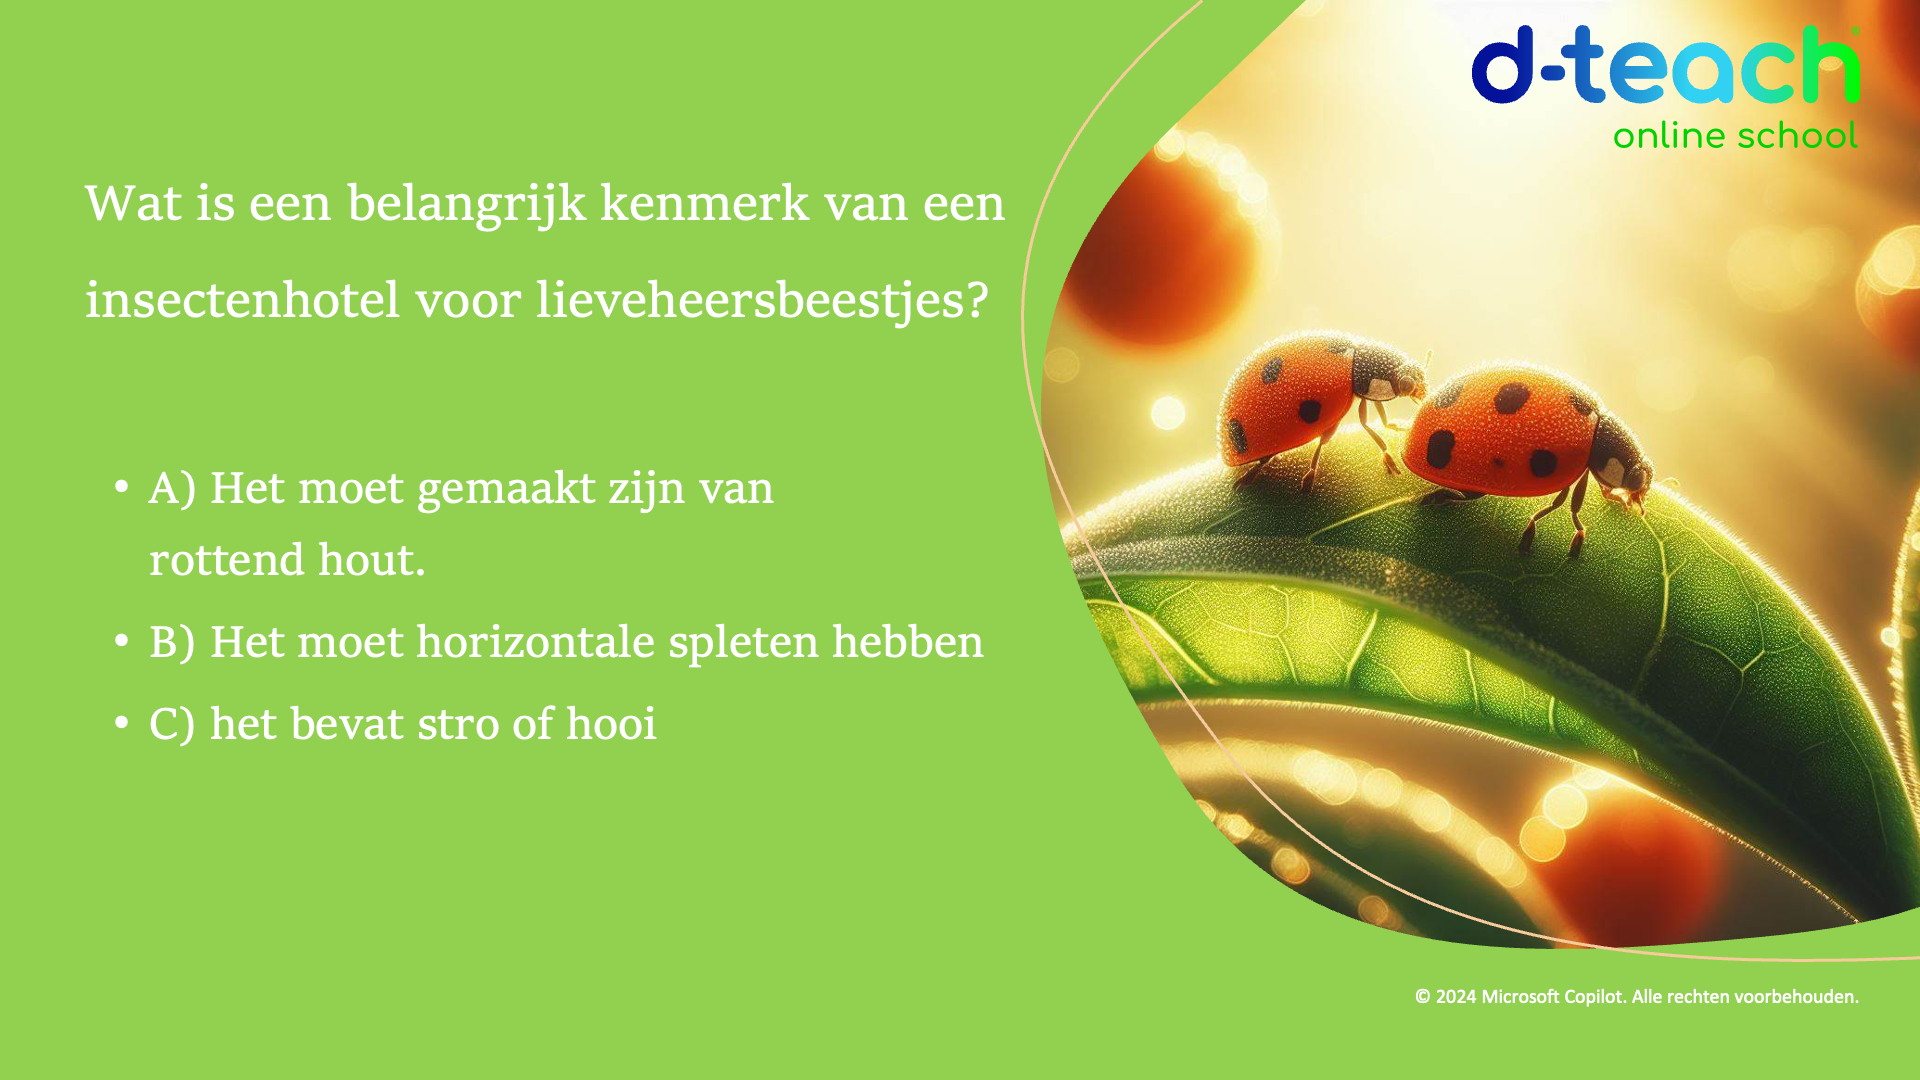 d-teach
online school
Wat is een belangrijk kenmerk van een
insectenhotel voor lieveheersbeestjes?
• A) Het moet gemaakt zijn van
rottend hout.
• B) Het moet horizontale spleten hebben
• C) het bevat stro of hooi
© 2024 Microsoft Copilot. Alle rechten voorbehouden.